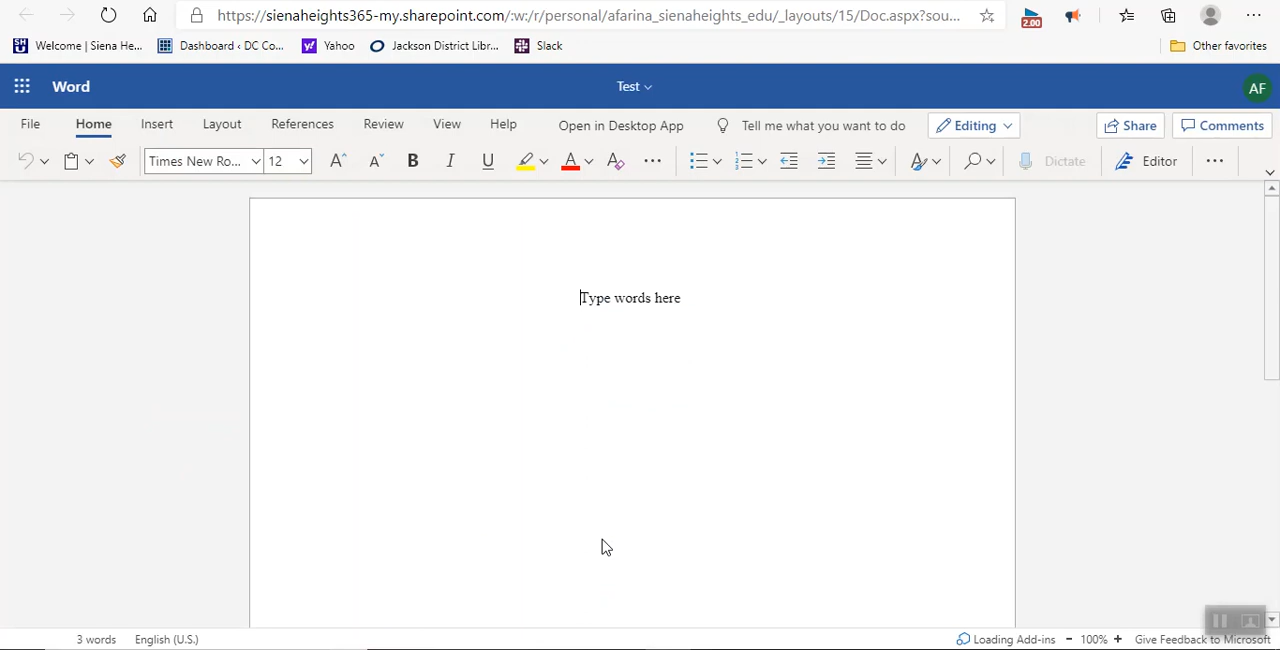 https://sienaheights365-my.sharepoint.com/:w:/r/personal/afarina_sienaheights_edu/_layouts/15/Doc.aspx?sou...
2.00
SHU Welcome | Siena He... Dashboard ‹ DC Co... Yahoo Jackson District Libr... Slack Other favorites
Word Test AF
File Home Insert Layout References Review View Help Open in Desktop App Tell me what you want to do Editing Share Comments
Times New Ro... 12 A A B I U A A Dictate Editor
Type words here
3 words English (U.S.) Loading Add-ins - 100% + Give Feedback to Microsoft